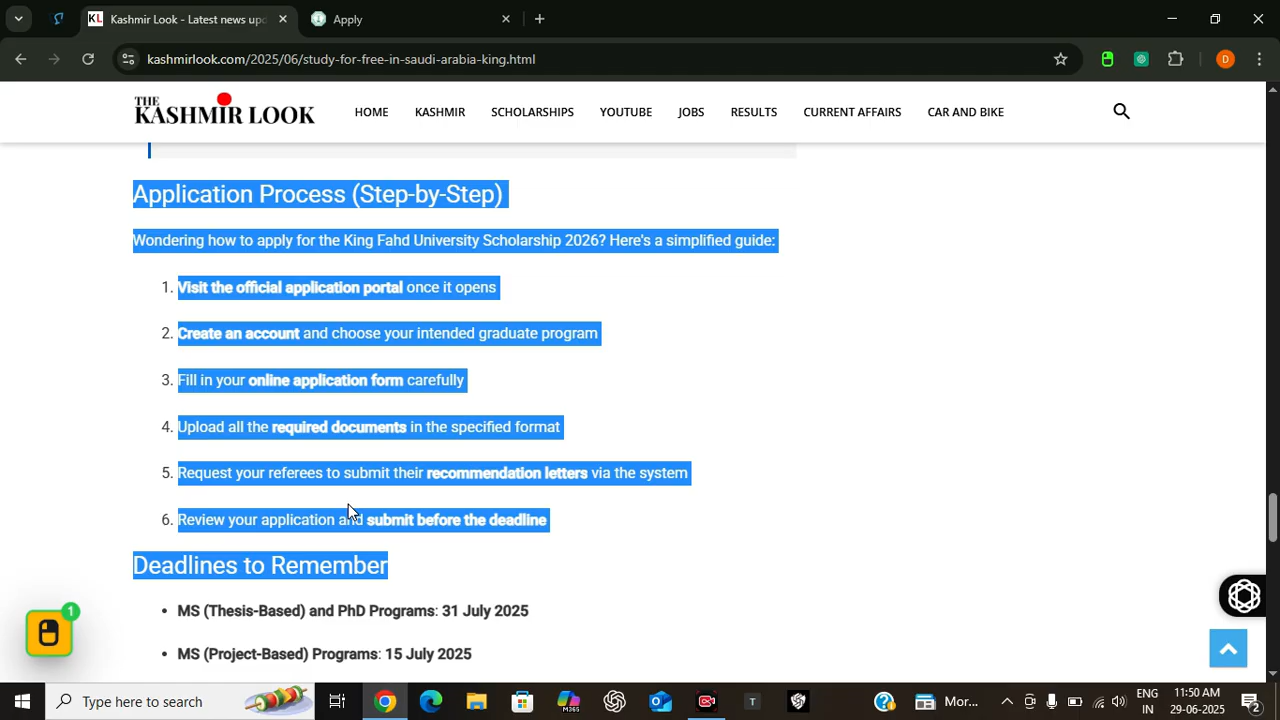 Kashmir Look - Latest news upd
Apply
kashmirlook.com/2025/06/study-for-free-in-saudi-arabia-king.html
D
THE
KASHMIR LOOK
HOME
KASHMIR
SCHOLARSHIPS
YOUTUBE
JOBS
RESULTS
CURRENT AFFAIRS
CAR AND BIKE
Application Process (Step-by-Step)
Wondering how to apply for the King Fahd University Scholarship 2026? Here's a simplified guide:
1. Visit the official application portal once it opens
2. Create an account and choose your intended graduate program
3. Fill in your online application form carefully
4. Upload all the required documents in the specified format
5. Request your referees to submit their recommendation letters via the system
6. Review your application and submit before the deadline
Deadlines to Remember
• MS (Thesis-Based) and PhD Programs: 31 July 2025
• MS (Project-Based) Programs: 15 July 2025
1
Type here to search
M365
T
Mor...
ENG
IN
11:50 AM
29-06-2025
2